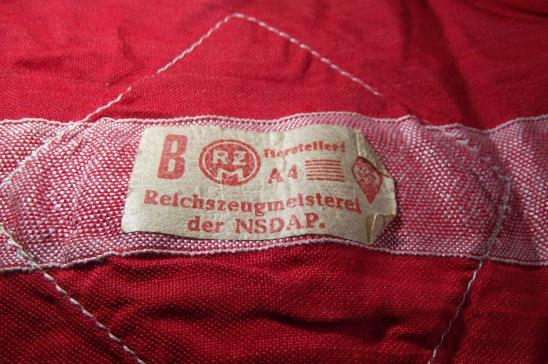 B RZM Hersteller:
A4
Reichszeugmeisterei
der NSDAP.